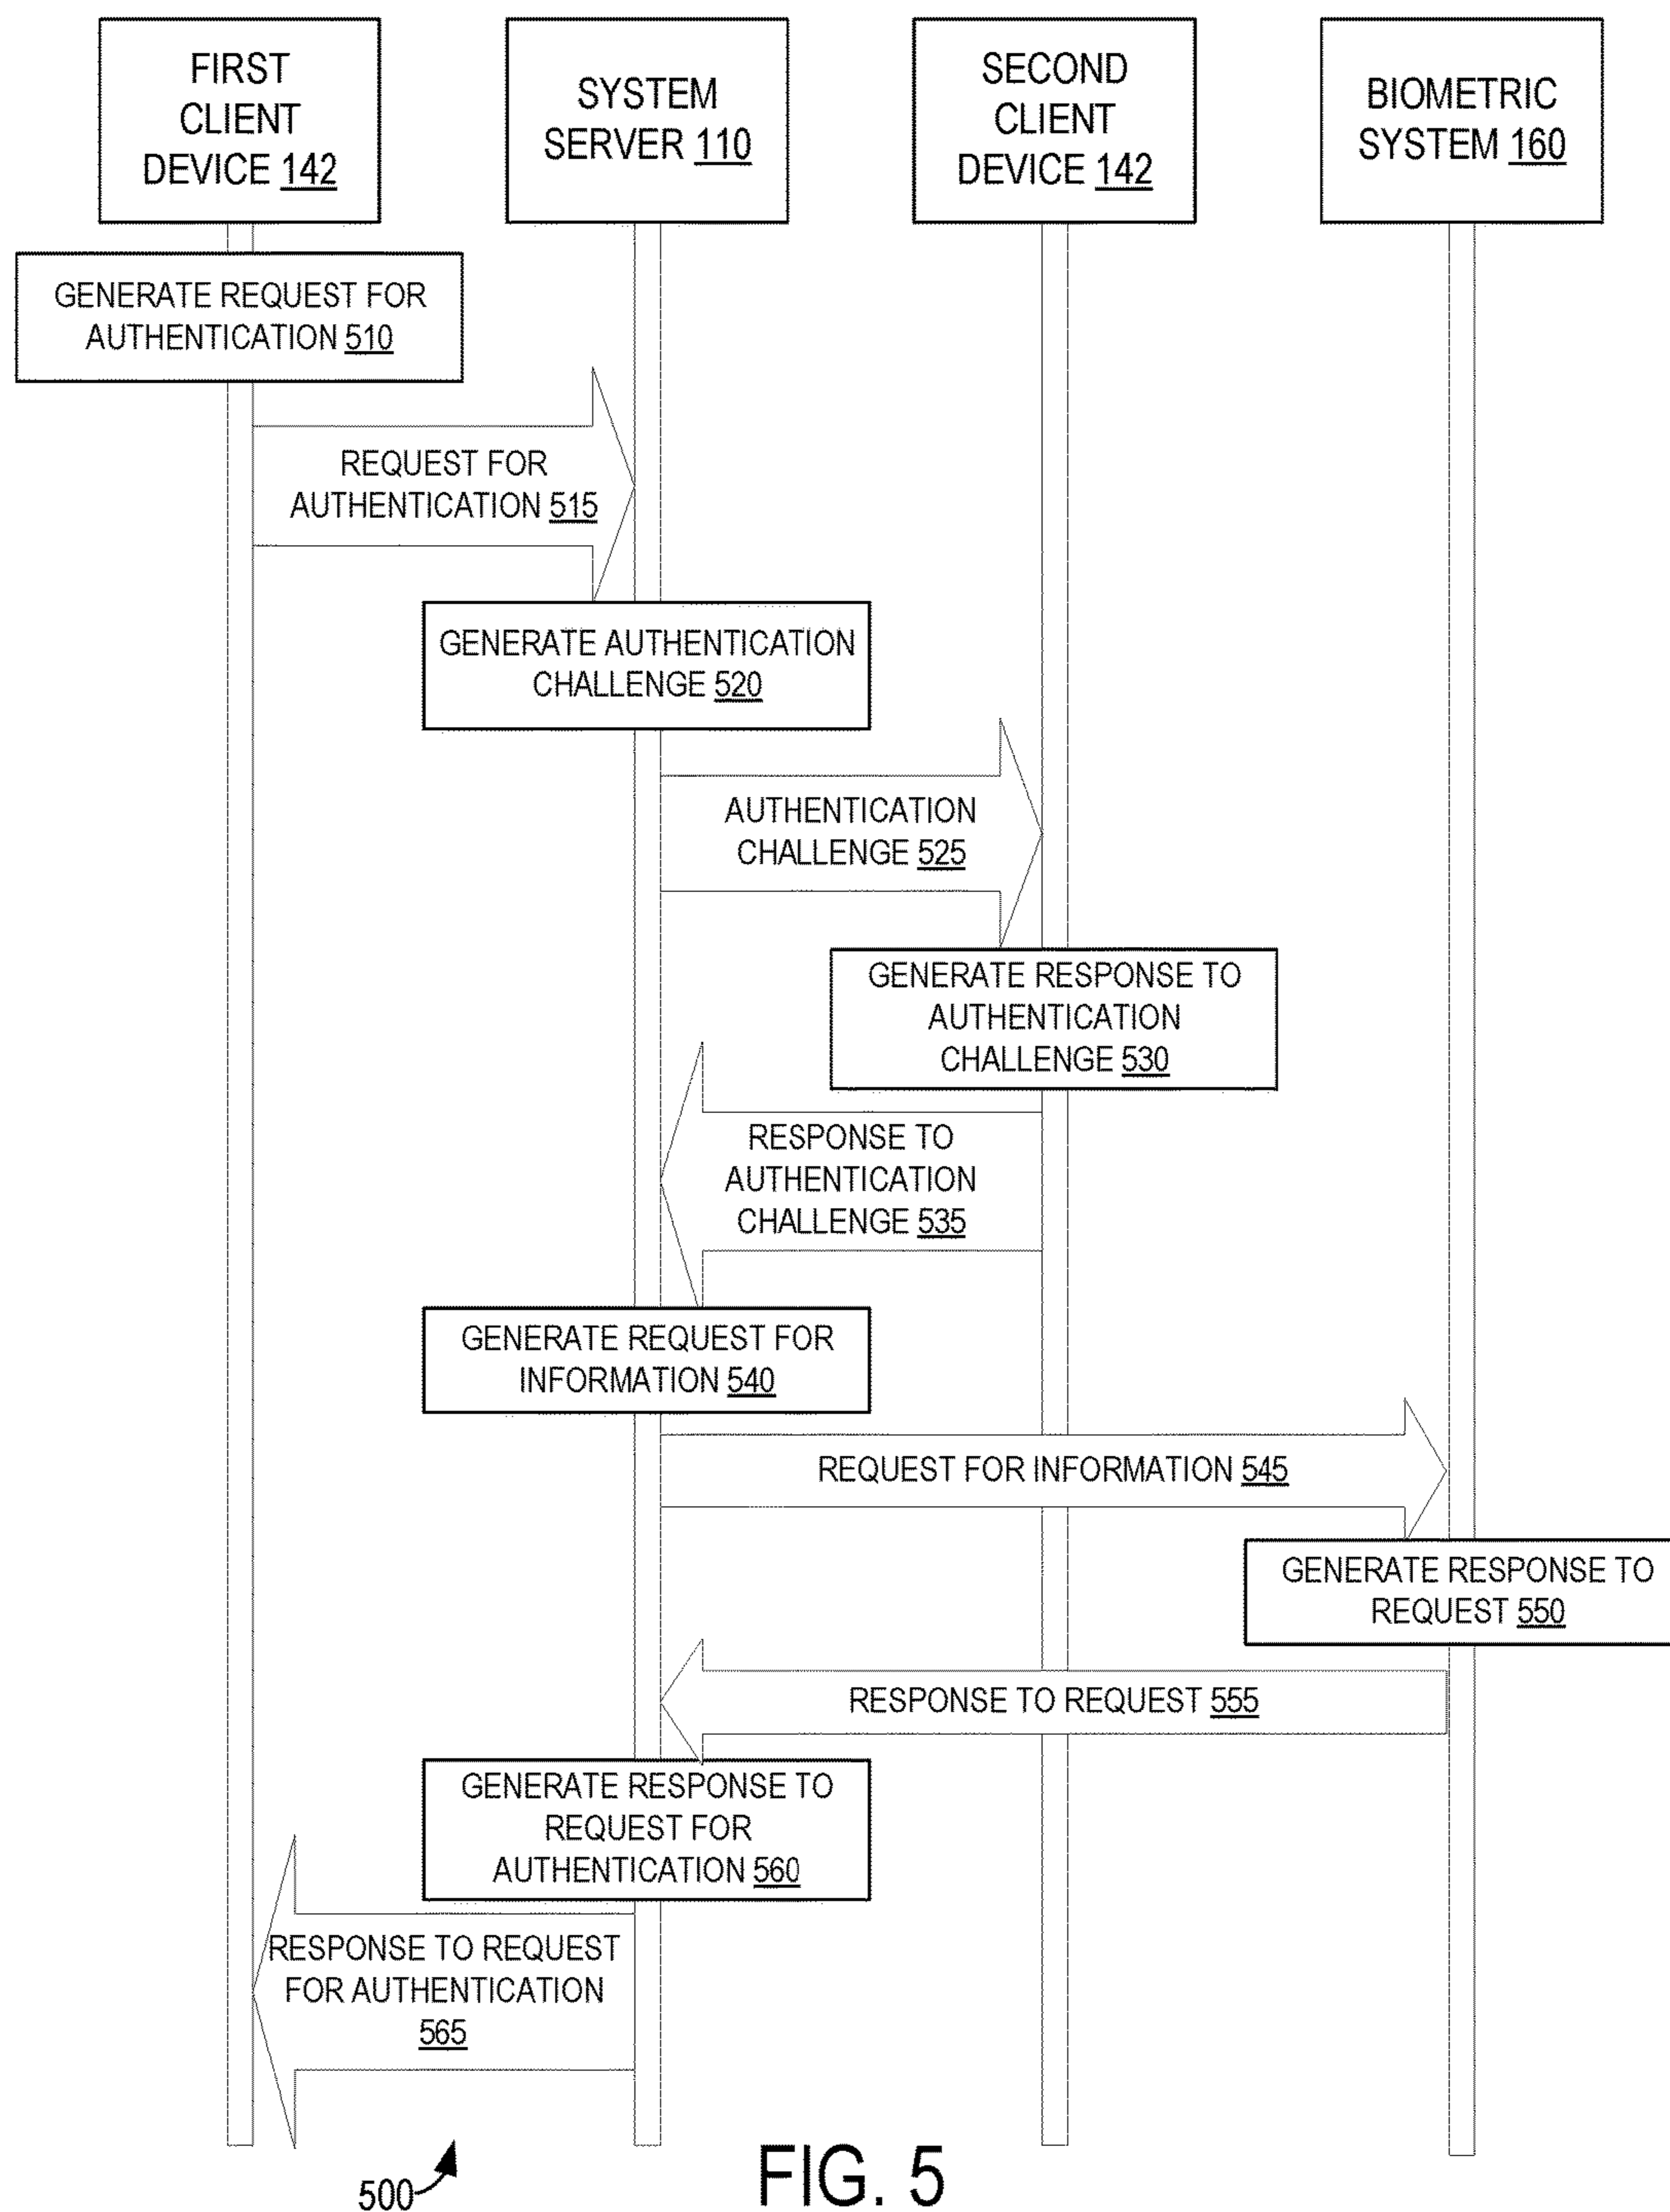 FIRST
CLIENT
DEVICE 142
SYSTEM
SERVER 110
SECOND
CLIENT
DEVICE 142
BIOMETRIC
SYSTEM 160
GENERATE REQUEST FOR
AUTHENTICATION 510
REQUEST FOR
AUTHENTICATION 515
GENERATE AUTHENTICATION
CHALLENGE 520
AUTHENTICATION
CHALLENGE 525
GENERATE RESPONSE TO
AUTHENTICATION
CHALLENGE 530
RESPONSE TO
AUTHENTICATION
CHALLENGE 535
GENERATE REQUEST FOR
INFORMATION 540
REQUEST FOR INFORMATION 545
GENERATE RESPONSE TO
REQUEST 550
RESPONSE TO REQUEST 555
GENERATE RESPONSE TO
REQUEST FOR
AUTHENTICATION 560
RESPONSE TO REQUEST
FOR AUTHENTICATION
565
500
FIG. 5